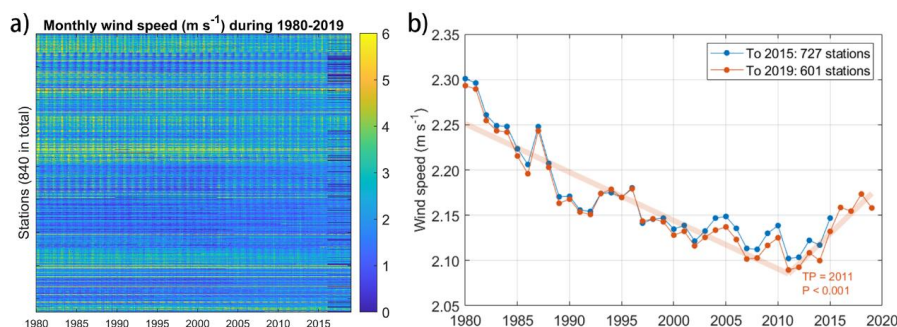 a)
Monthly wind speed (m s⁻¹) during 1980-2019
Stations (840 in total)
6
5
4
3
2
1
0
1980 1985 1990 1995 2000 2005 2010 2015
b)
Wind speed (m s⁻¹)
2.35
2.30
2.25
2.20
2.15
2.10
2.05
To 2015: 727 stations
To 2019: 601 stations
TP = 2011
P < 0.001
1980 1985 1990 1995 2000 2005 2010 2015 2020